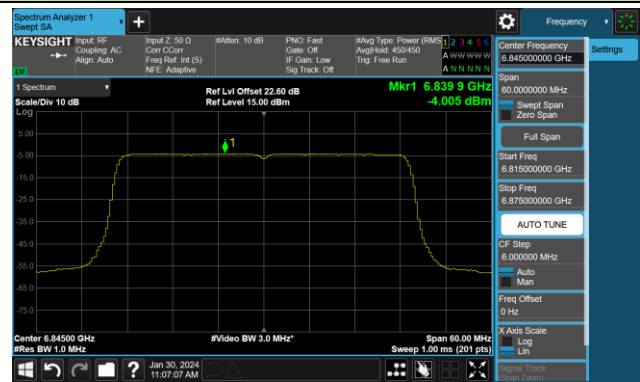 Spectrum Analyzer 1
Swept SA
Frequency
KEYSIGHT
Input: RF
Coupling: AC
Align: Auto
Input Z: 50 Ω
Corr CCorr
Freq Ref: Int (S)
NFE: Adaptive
#Atten: 10 dB
PNO: Fast
Gate: Off
IF Gain: Low
Sig Track: Off
#Avg Type: Power (RMS
Avg|Hold: 450/450
Trig: Free Run
1 2 3 4 5 6
A W W W W W
A N N N N N
LW
1 Spectrum
Scale/Div 10 dB
Log
Ref Lvl Offset 22.60 dB
Ref Level 15.00 dBm
Mkr1 6.839 9 GHz
-4.005 dBm
1
5.00
-5.00
-15.0
-25.0
-35.0
-45.0
-55.0
-65.0
-75.0
Center 6.84500 GHz
#Res BW 1.0 MHz
#Video BW 3.0 MHz*
Span 60.00 MHz
Sweep 1.00 ms (201 pts)
Jan 30, 2024
11:07:07 AM
?
Center Frequency
6.845000000 GHz
Settings
Span
60.0000000 MHz
Swept Span
Zero Span
Full Span
Start Freq
6.815000000 GHz
Stop Freq
6.875000000 GHz
AUTO TUNE
CF Step
6.000000 MHz
Auto
Man
Freq Offset
0 Hz
X Axis Scale
Log
Lin
Signal Track
(Span Zoom)